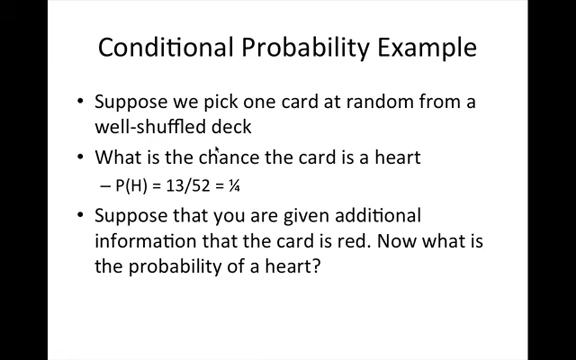 Conditional Probability Example
• Suppose we pick one card at random from a
well-shuffled deck
• What is the chance the card is a heart
– P(H) = 13/52 = ¼
• Suppose that you are given additional
information that the card is red. Now what is
the probability of a heart?